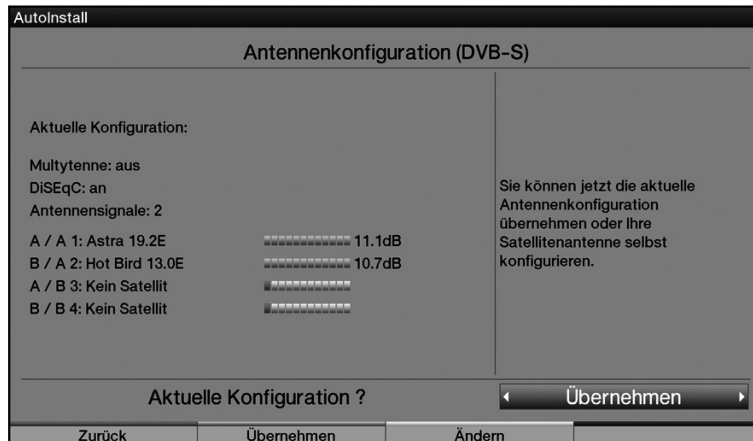 AutoInstall
Antennenkonfiguration (DVB-S)
Aktuelle Konfiguration:
Multytenne: aus
DiSEqC: an
Antennensignale: 2
A / A 1: Astra 19.2E 11.1dB
B / A 2: Hot Bird 13.0E 10.7dB
A / B 3: Kein Satellit
B / B 4: Kein Satellit
Sie können jetzt die aktuelle
Antennenkonfiguration
übernehmen oder Ihre
Satellitenantenne selbst
konfigurieren.
Aktuelle Konfiguration ? Übernehmen
Zurück Übernehmen Ändern